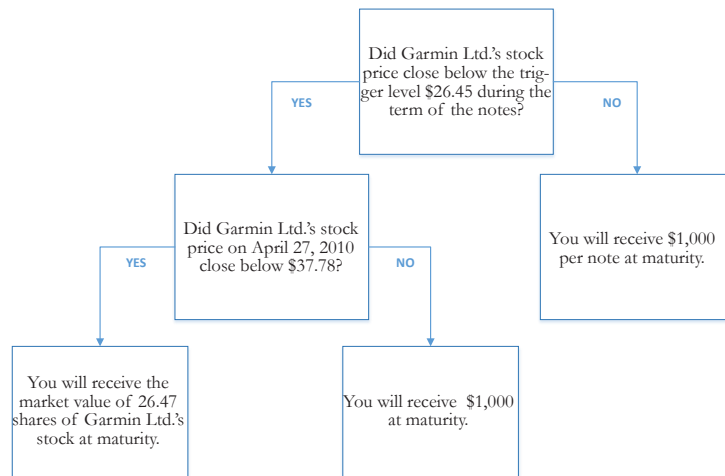 Did Garmin Ltd.'s stock
price close below the trig-
ger level $26.45 during the
term of the notes?
YES
NO
Did Garmin Ltd.'s stock
price on April 27, 2010
close below $37.78?
You will receive $1,000
per note at maturity.
YES
NO
You will receive the
market value of 26.47
shares of Garmin Ltd.'s
stock at maturity.
You will receive $1,000
at maturity.